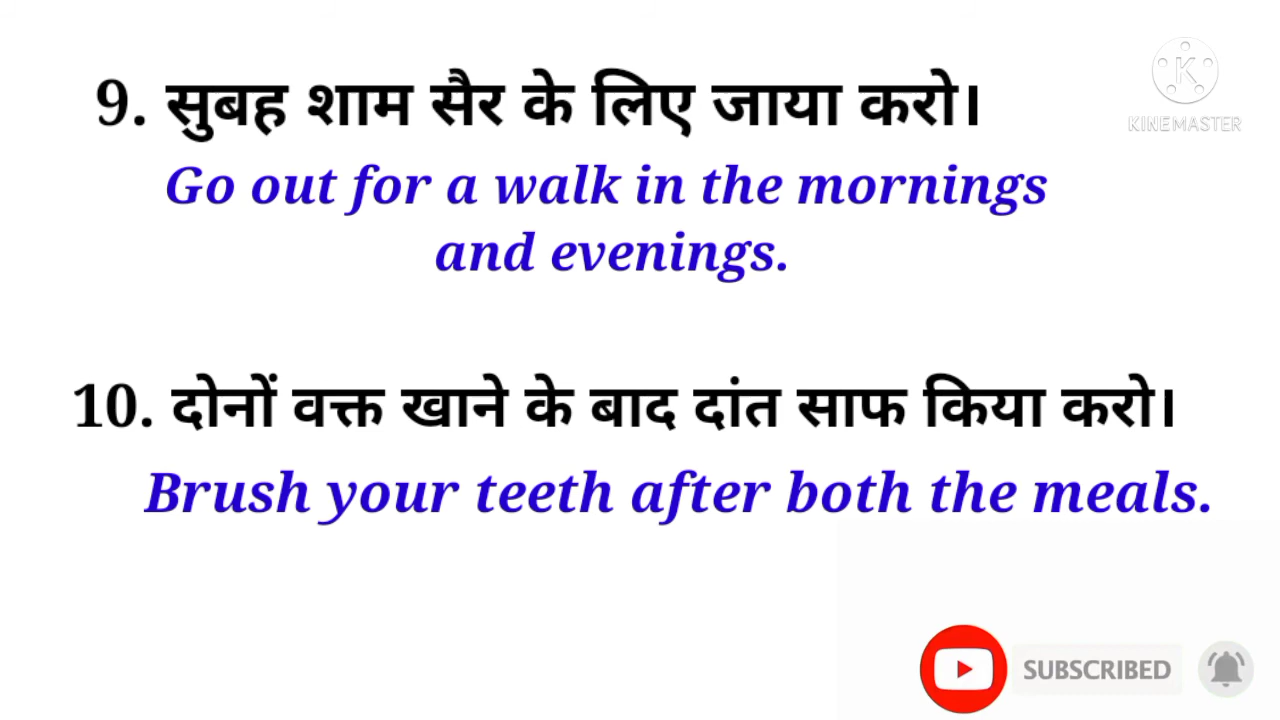 9. सुबह शाम सैर के लिए जाया करो।
K
KINEMASTER
Go out for a walk in the mornings
and evenings.
10. दोनों वक्त खाने के बाद दांत साफ किया करो।
Brush your teeth after both the meals.
SUBSCRIBED